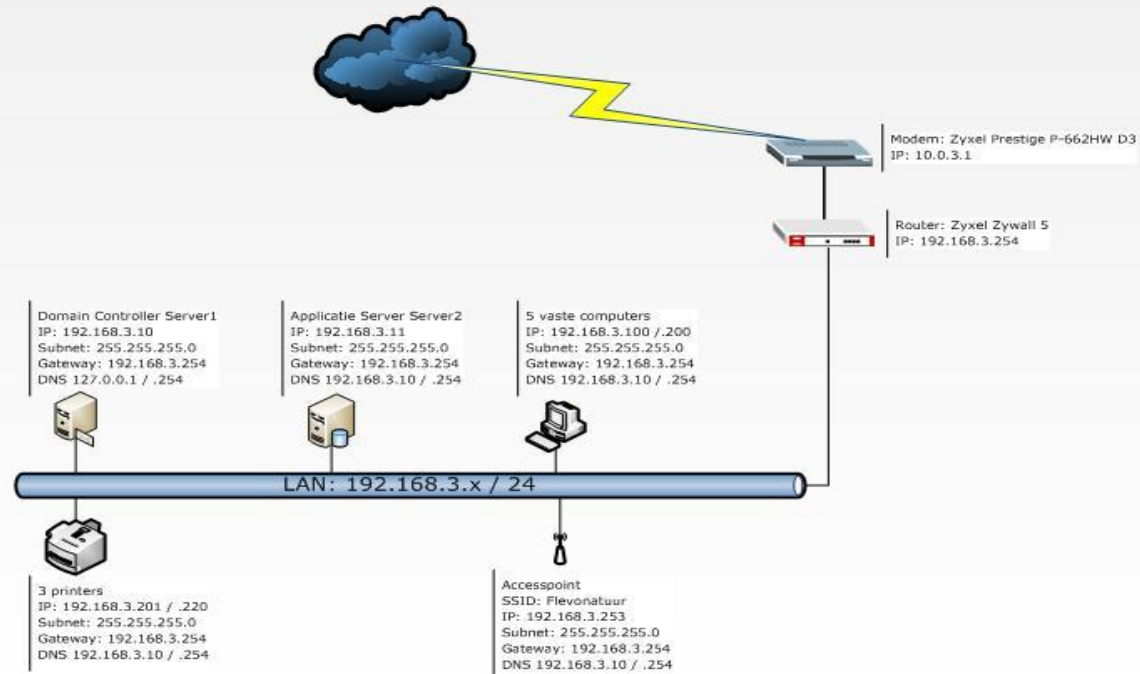 Modem: Zyxel Prestige P-662HW D3
IP: 10.0.3.1
Router: Zyxel Zywall 5
IP: 192.168.3.254
Domain Controller Server1
IP: 192.168.3.10
Subnet: 255.255.255.0
Gateway: 192.168.3.254
DNS 127.0.0.1 / .254
Applicatie Server Server2
IP: 192.168.3.11
Subnet: 255.255.255.0
Gateway: 192.168.3.254
DNS 192.168.3.10 / .254
5 vaste computers
IP: 192.168.3.100 /.200
Subnet: 255.255.255.0
Gateway: 192.168.3.254
DNS 192.168.3.10 / .254
LAN: 192.168.3.x / 24
3 printers
IP: 192.168.3.201 / .220
Subnet: 255.255.255.0
Gateway: 192.168.3.254
DNS 192.168.3.10 / .254
Accesspoint
SSID: Flevonatuur
IP: 192.168.3.253
Subnet: 255.255.255.0
Gateway: 192.168.3.254
DNS 192.168.3.10 / .254